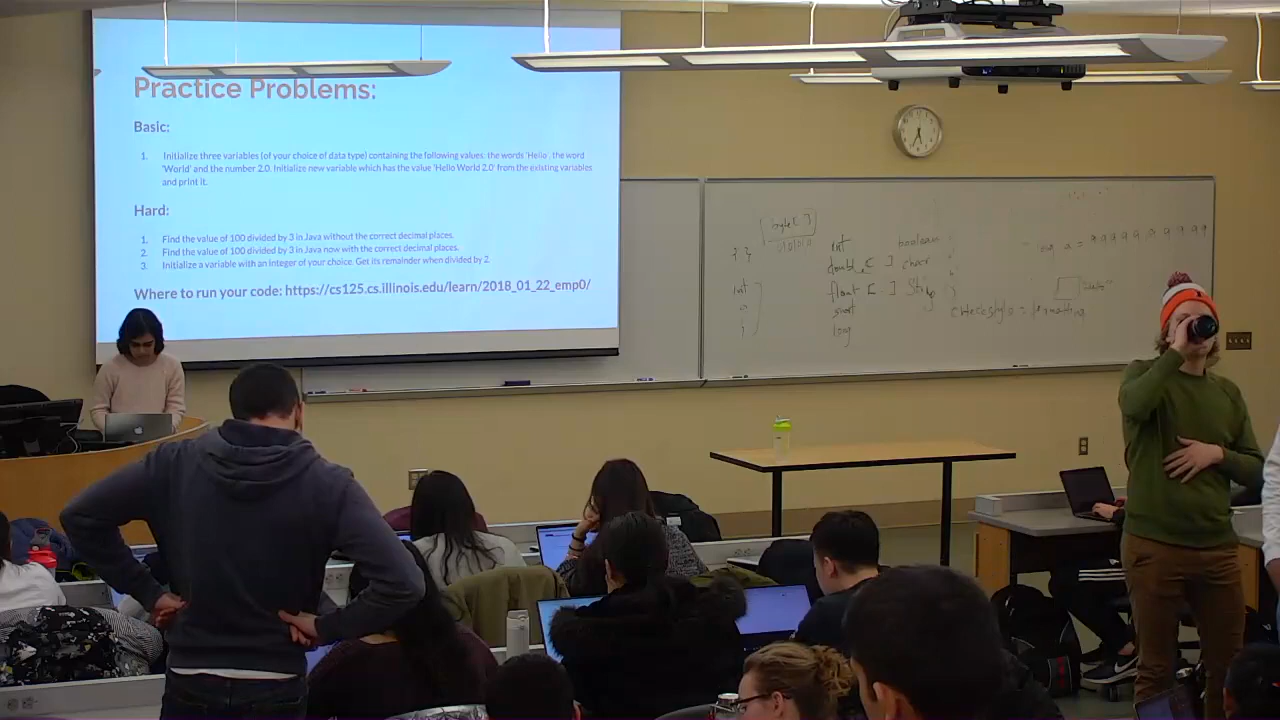 Practice Problems:
Basic:
1. Initialize three variables (of your choice of data type) containing the following values: the words 'Hello', the word
'World' and the number 2.0. Initialize new variable which has the value 'Hello World 2.0' from the existing variables
and print it.
Hard:
1. Find the value of 100 divided by 3 in Java without the correct decimal places.
2. Find the value of 100 divided by 3 in Java now with the correct decimal places.
3. Initialize a variable with an integer of your choice. Get its remainder when divided by 2
Where to run your code: https://cs125.cs.illinois.edu/learn/2018_01_22_emp0/
byte [ ]
int boolean
double [ ] char
float [ ] String
short
long
int
a =
checkstyle = formatting